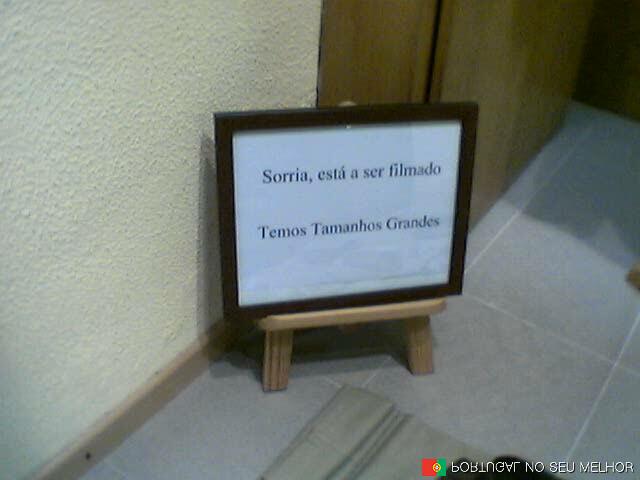 Sorria, está a ser filmado
Temos Tamanhos Grandes
PORTUGAL NO SEU MELHOR